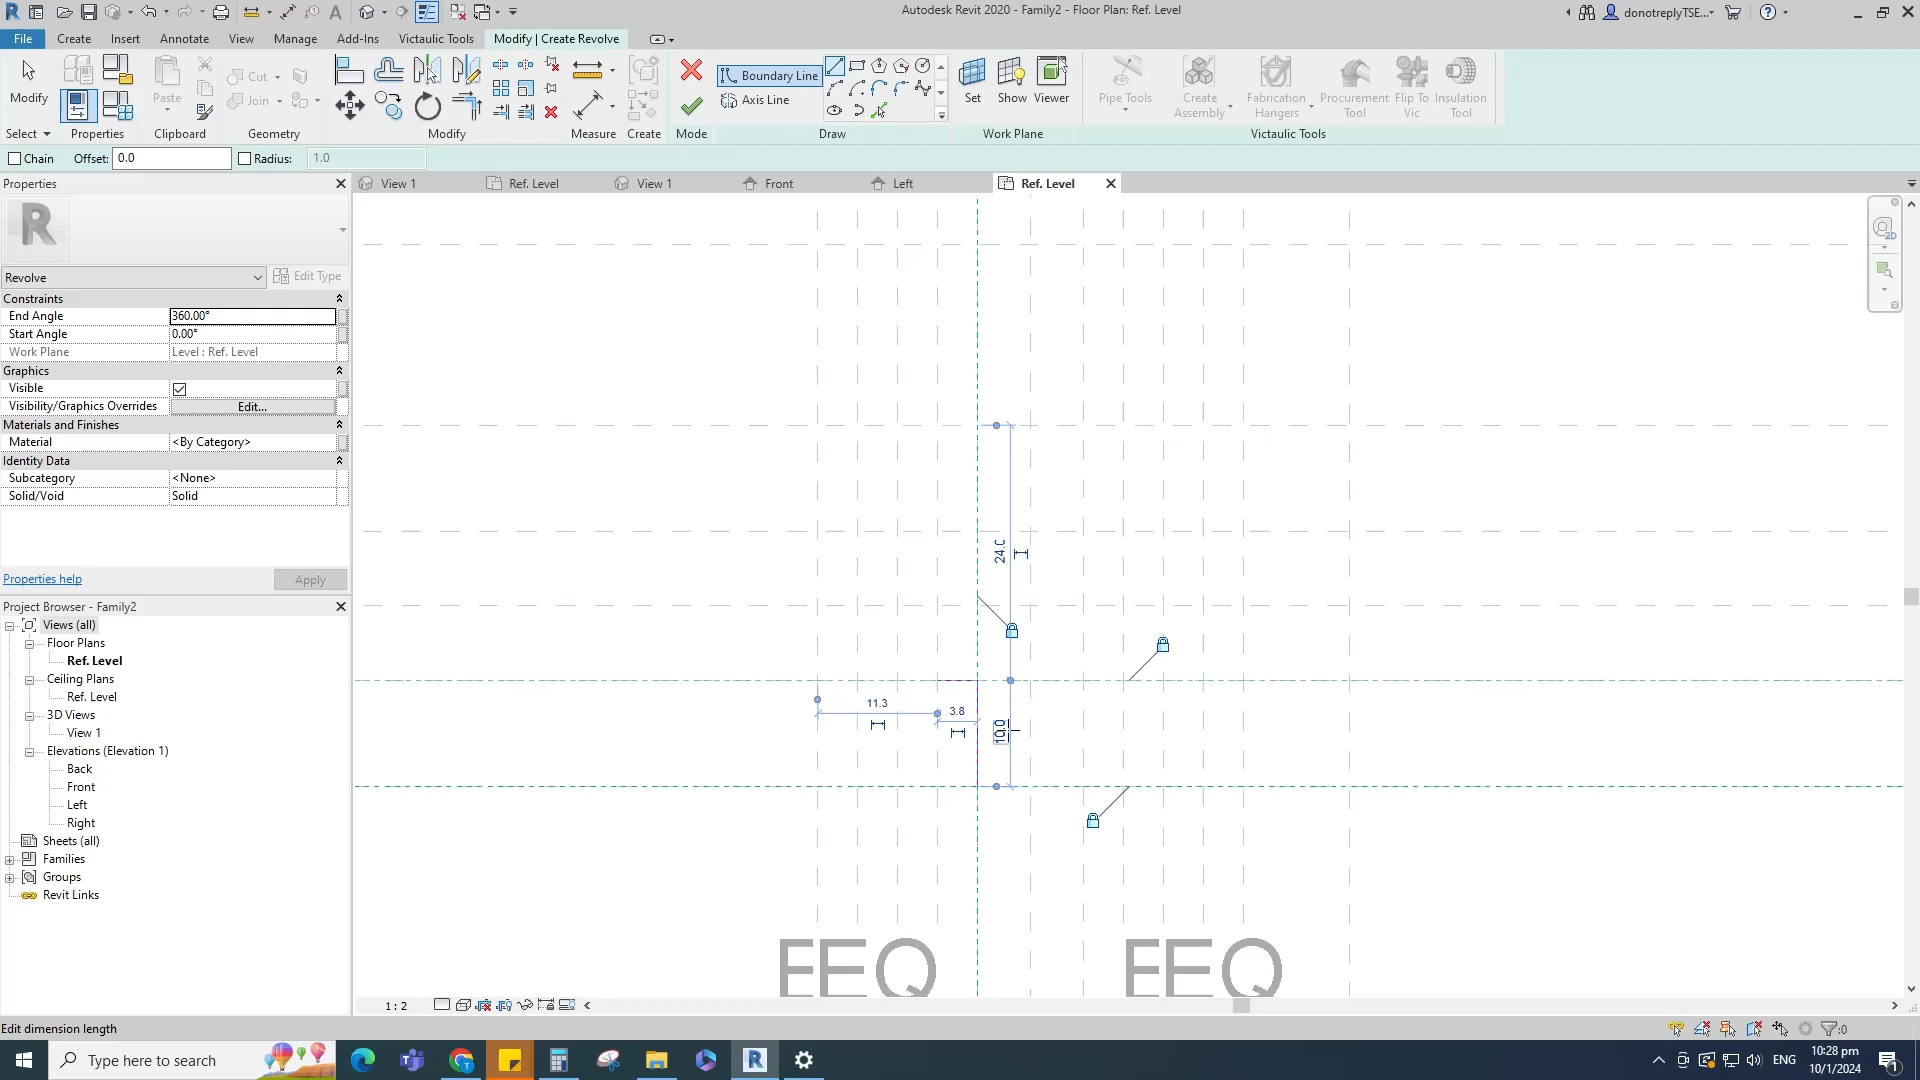 Autodesk Revit 2020 - Family2 - Floor Plan: Ref. Level
donotreplyTSE...
File Create Insert Annotate View Manage Add-Ins Victaulic Tools Modify | Create Revolve
Modify
Paste
Cut
Join
Boundary Line
Axis Line
Set Show Viewer
Pipe Tools
Create Assembly
Fabrication Hangers
Procurement Tool
Flip To Vic
Insulation Tool
Select Properties Clipboard Geometry Modify Measure Create Mode Draw Work Plane Victaulic Tools
Chain Offset: 0.0 Radius: 1.0
Properties
View 1 Ref. Level View 1 Front Left Ref. Level
R
2D
Revolve Edit Type
Constraints
End Angle 360.00°
Start Angle 0.00°
Work Plane Level : Ref. Level
Graphics
Visible
Visibility/Graphics Overrides Edit...
Materials and Finishes
Material <By Category>
Identity Data
Subcategory <None>
Solid/Void Solid
Properties help Apply
Project Browser - Family2
Views (all)
Floor Plans
Ref. Level
Ceiling Plans
Ref. Level
3D Views
View 1
Elevations (Elevation 1)
Back
Front
Left
Right
Sheets (all)
Families
Groups
Revit Links
24.0
11.3
3.8
10.0
EEQ EEQ
1 : 2
Edit dimension length
:0
Type here to search
ENG
10:28 pm
10/1/2024
1